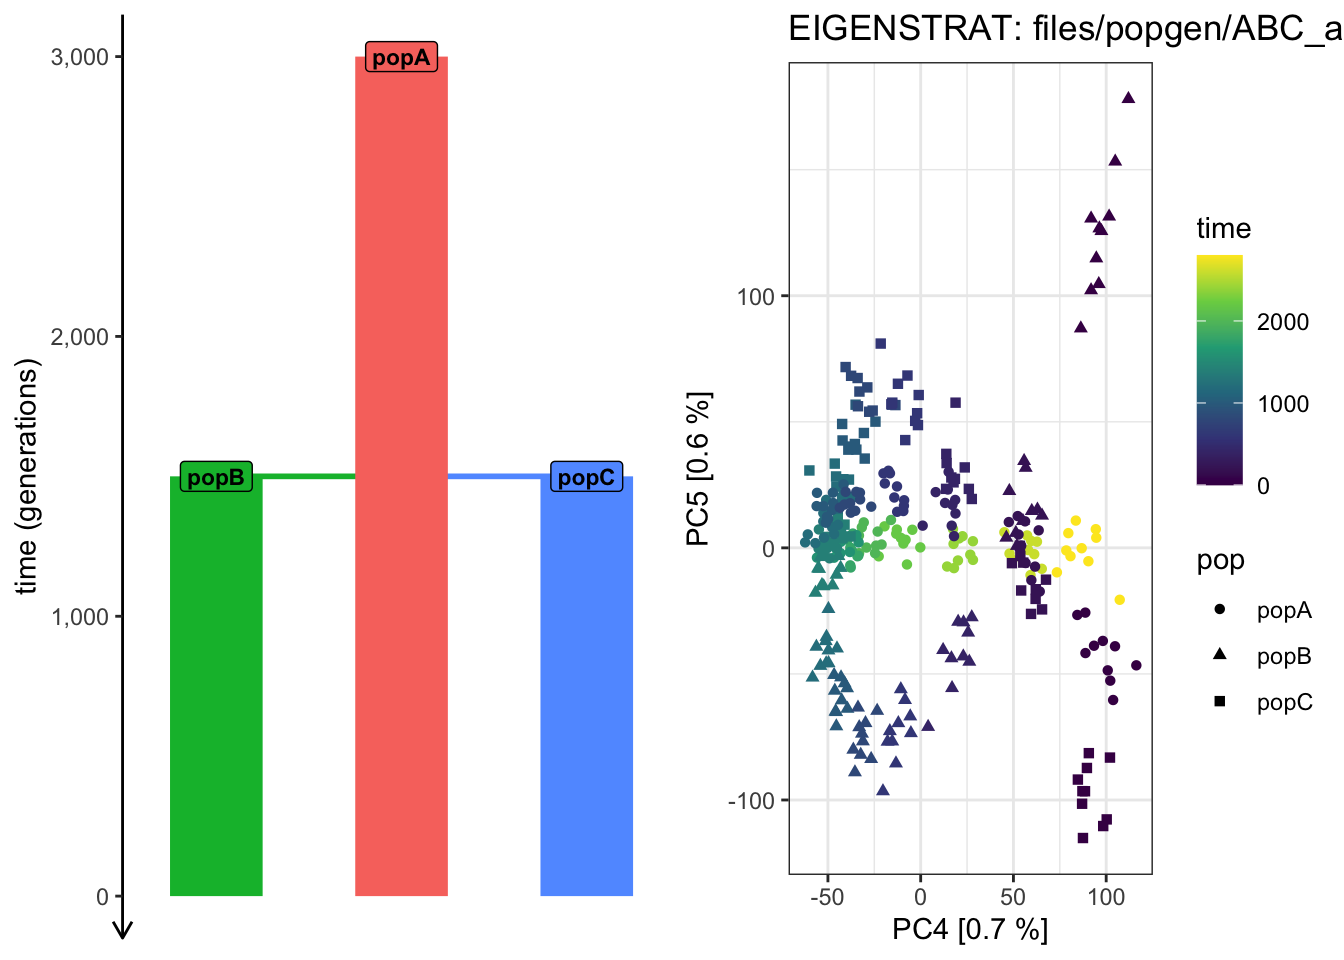 time (generations)
3,000
2,000
1,000
0
popA
popB
popC
EIGENSTRAT: files/popgen/ABC_a
PC5 [0.6 %]
100
0
-100
-50
0
50
100
PC4 [0.7 %]
time
2000
1000
0
pop
popA
popB
popC